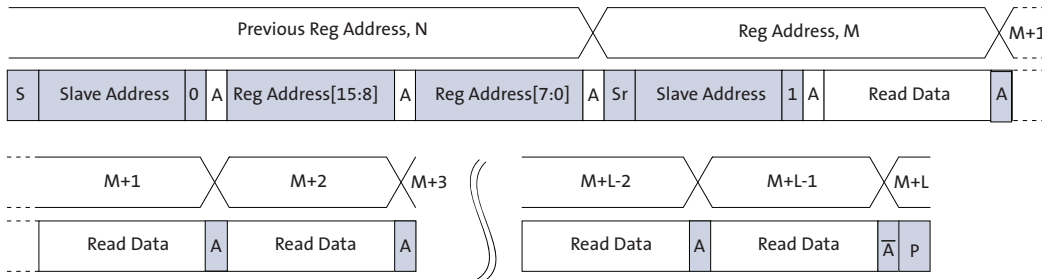 Previous Reg Address, N Reg Address, M M+1
S Slave Address 0 A Reg Address[15:8] A Reg Address[7:0] A Sr Slave Address 1 A Read Data A
M+1 M+2 M+3 M+L-2 M+L-1 M+L
Read Data A Read Data A Read Data A Read Data A̅ P